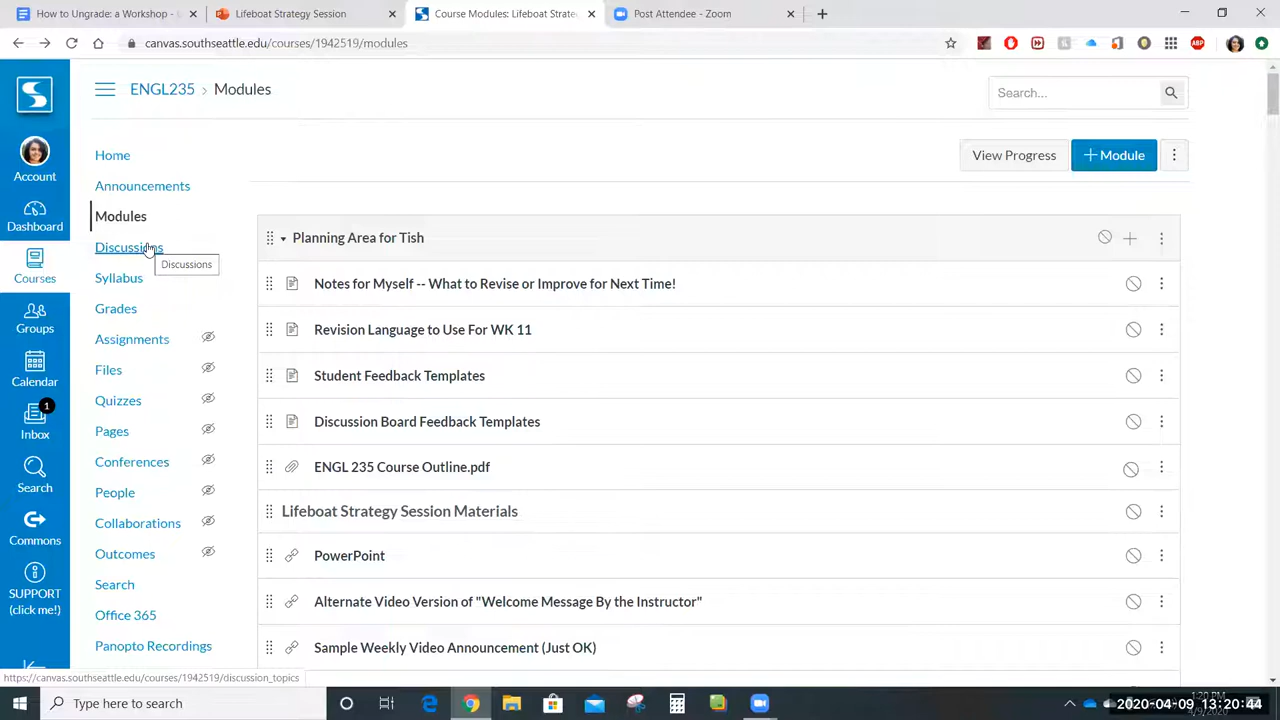 How to Ungrade: a Workshop - G
Lifeboat Strategy Session
Course Modules: Lifeboat Strate
Post Attendee - Zoom
canvas.southseattle.edu/courses/1942519/modules
ABP
ENGL235 › Modules
Search...
View Progress
+ Module
Account
Dashboard
Courses
Groups
Calendar
1
Inbox
Search
Commons
SUPPORT
(click me!)
Home
Announcements
Modules
Discussions
Discussions
Syllabus
Grades
Assignments
Files
Quizzes
Pages
Conferences
People
Collaborations
Outcomes
Search
Office 365
Panopto Recordings
Planning Area for Tish
Notes for Myself -- What to Revise or Improve for Next Time!
Revision Language to Use For WK 11
Student Feedback Templates
Discussion Board Feedback Templates
ENGL 235 Course Outline.pdf
Lifeboat Strategy Session Materials
PowerPoint
Alternate Video Version of "Welcome Message By the Instructor"
Sample Weekly Video Announcement (Just OK)
https://canvas.southseattle.edu/courses/1942519/discussion_topics
Type here to search
1:20 PM
2020-04-09 13:20:44